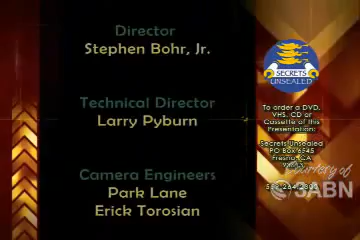 Director
Stephen Bohr, Jr.
Technical Director
Larry Pyburn
Camera Engineers
Park Lane
Erick Torosian
SECRETS
UNSEALED
To order a DVD,
VHS, CD or
Cassette of this
Presentation:
Secrets Unsealed
PO Box 6545
Fresno, CA
Courtesy of
3ABN